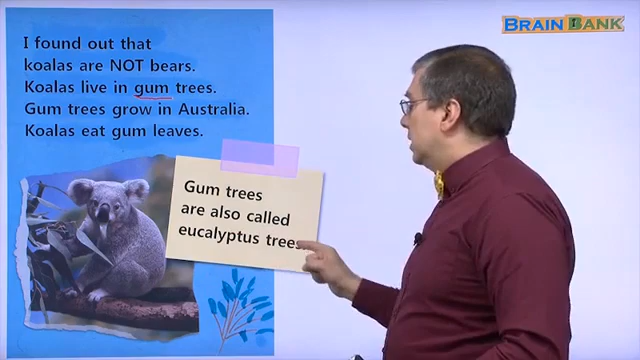 I found out that
koalas are NOT bears.
Koalas live in gum trees.
Gum trees grow in Australia.
Koalas eat gum leaves.
Gum trees
are also called
eucalyptus trees.
BRAIN BANK